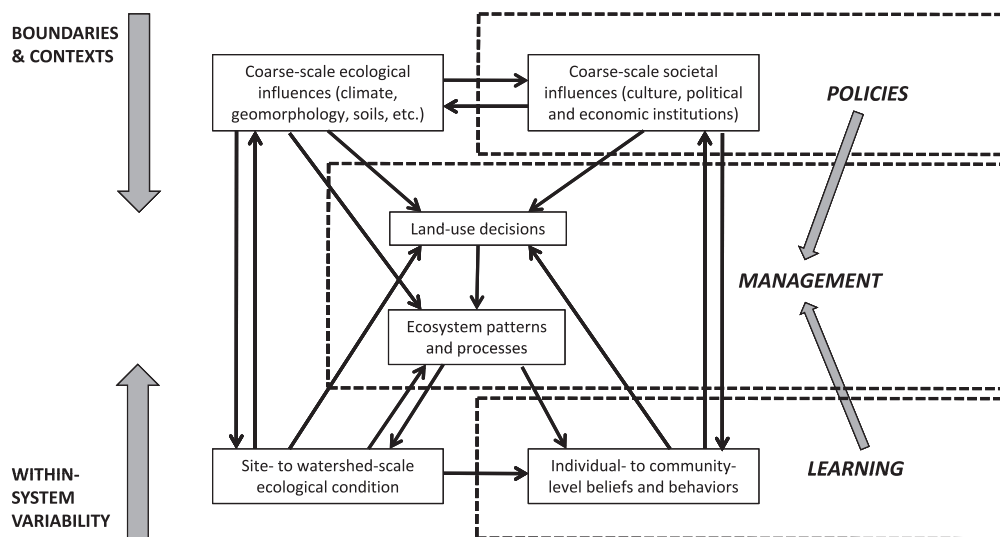 BOUNDARIES
& CONTEXTS
Coarse-scale ecological
influences (climate,
geomorphology, soils, etc.)
Coarse-scale societal
influences (culture, political
and economic institutions)
POLICIES
Land-use decisions
MANAGEMENT
Ecosystem patterns
and processes
WITHIN-
SYSTEM
VARIABILITY
Site- to watershed-scale
ecological condition
Individual- to community-
level beliefs and behaviors
LEARNING